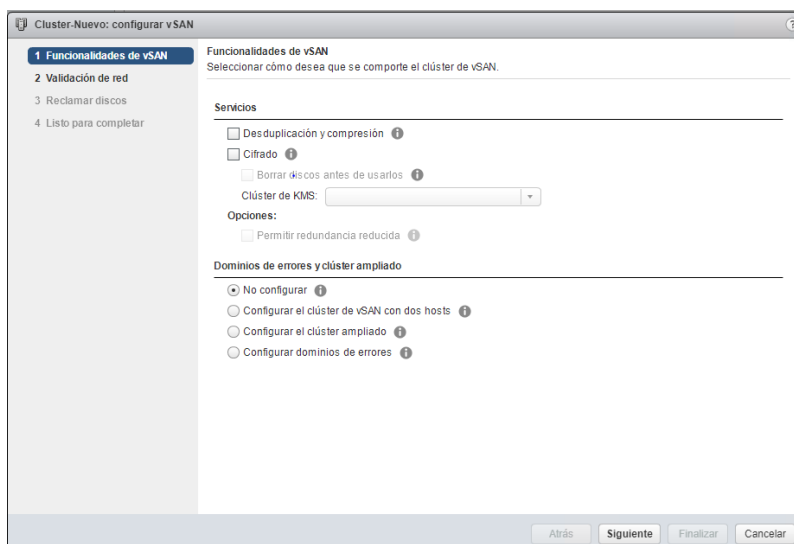 Cluster-Nuevo: configurar vSAN
1 Funcionalidades de vSAN
2 Validación de red
3 Reclamar discos
4 Listo para completar
Funcionalidades de vSAN
Seleccionar cómo desea que se comporte el clúster de vSAN.
Servicios
Desduplicación y compresión
Cifrado
Borrar discos antes de usarlos
Clúster de KMS:
Opciones:
Permitir redundancia reducida
Dominios de errores y clúster ampliado
No configurar
Configurar el clúster de vSAN con dos hosts
Configurar el clúster ampliado
Configurar dominios de errores
Atrás Siguiente Finalizar Cancelar